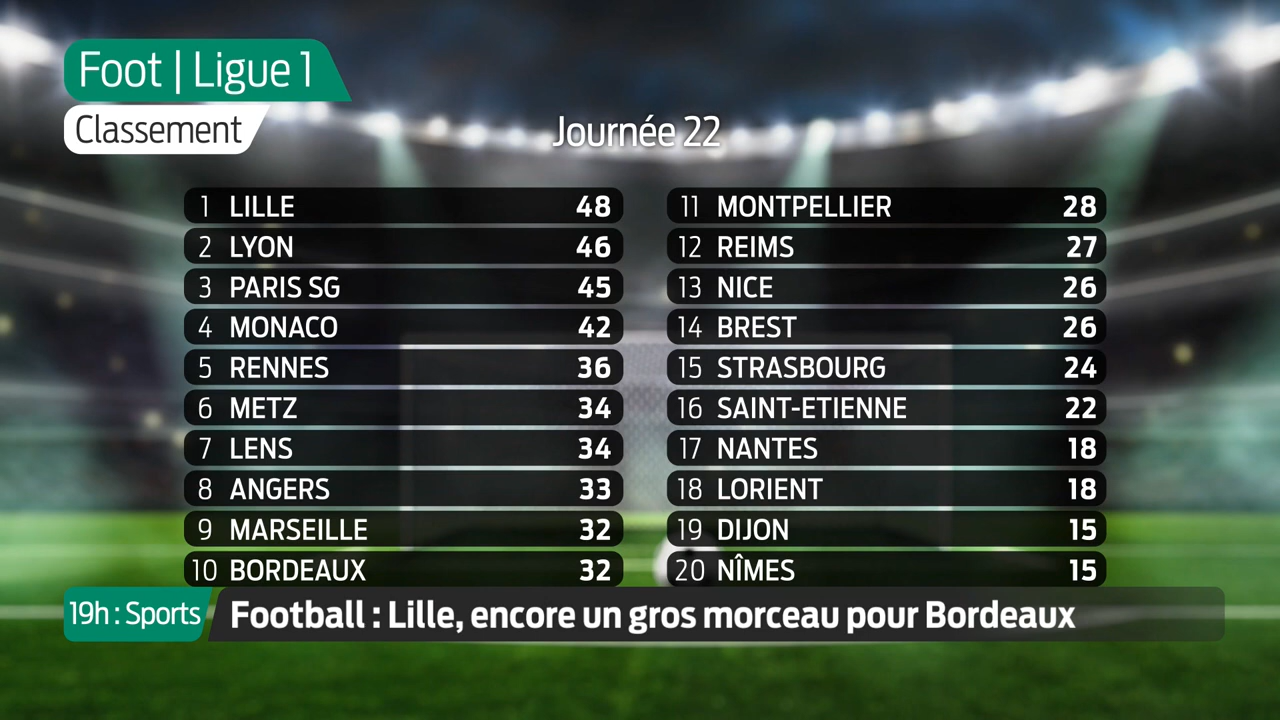 Foot | Ligue 1
Classement
Journée 22
1 LILLE 48
2 LYON 46
3 PARIS SG 45
4 MONACO 42
5 RENNES 36
6 METZ 34
7 LENS 34
8 ANGERS 33
9 MARSEILLE 32
10 BORDEAUX 32
11 MONTPELLIER 28
12 REIMS 27
13 NICE 26
14 BREST 26
15 STRASBOURG 24
16 SAINT-ETIENNE 22
17 NANTES 18
18 LORIENT 18
19 DIJON 15
20 NÎMES 15
19h : Sports
Football : Lille, encore un gros morceau pour Bordeaux